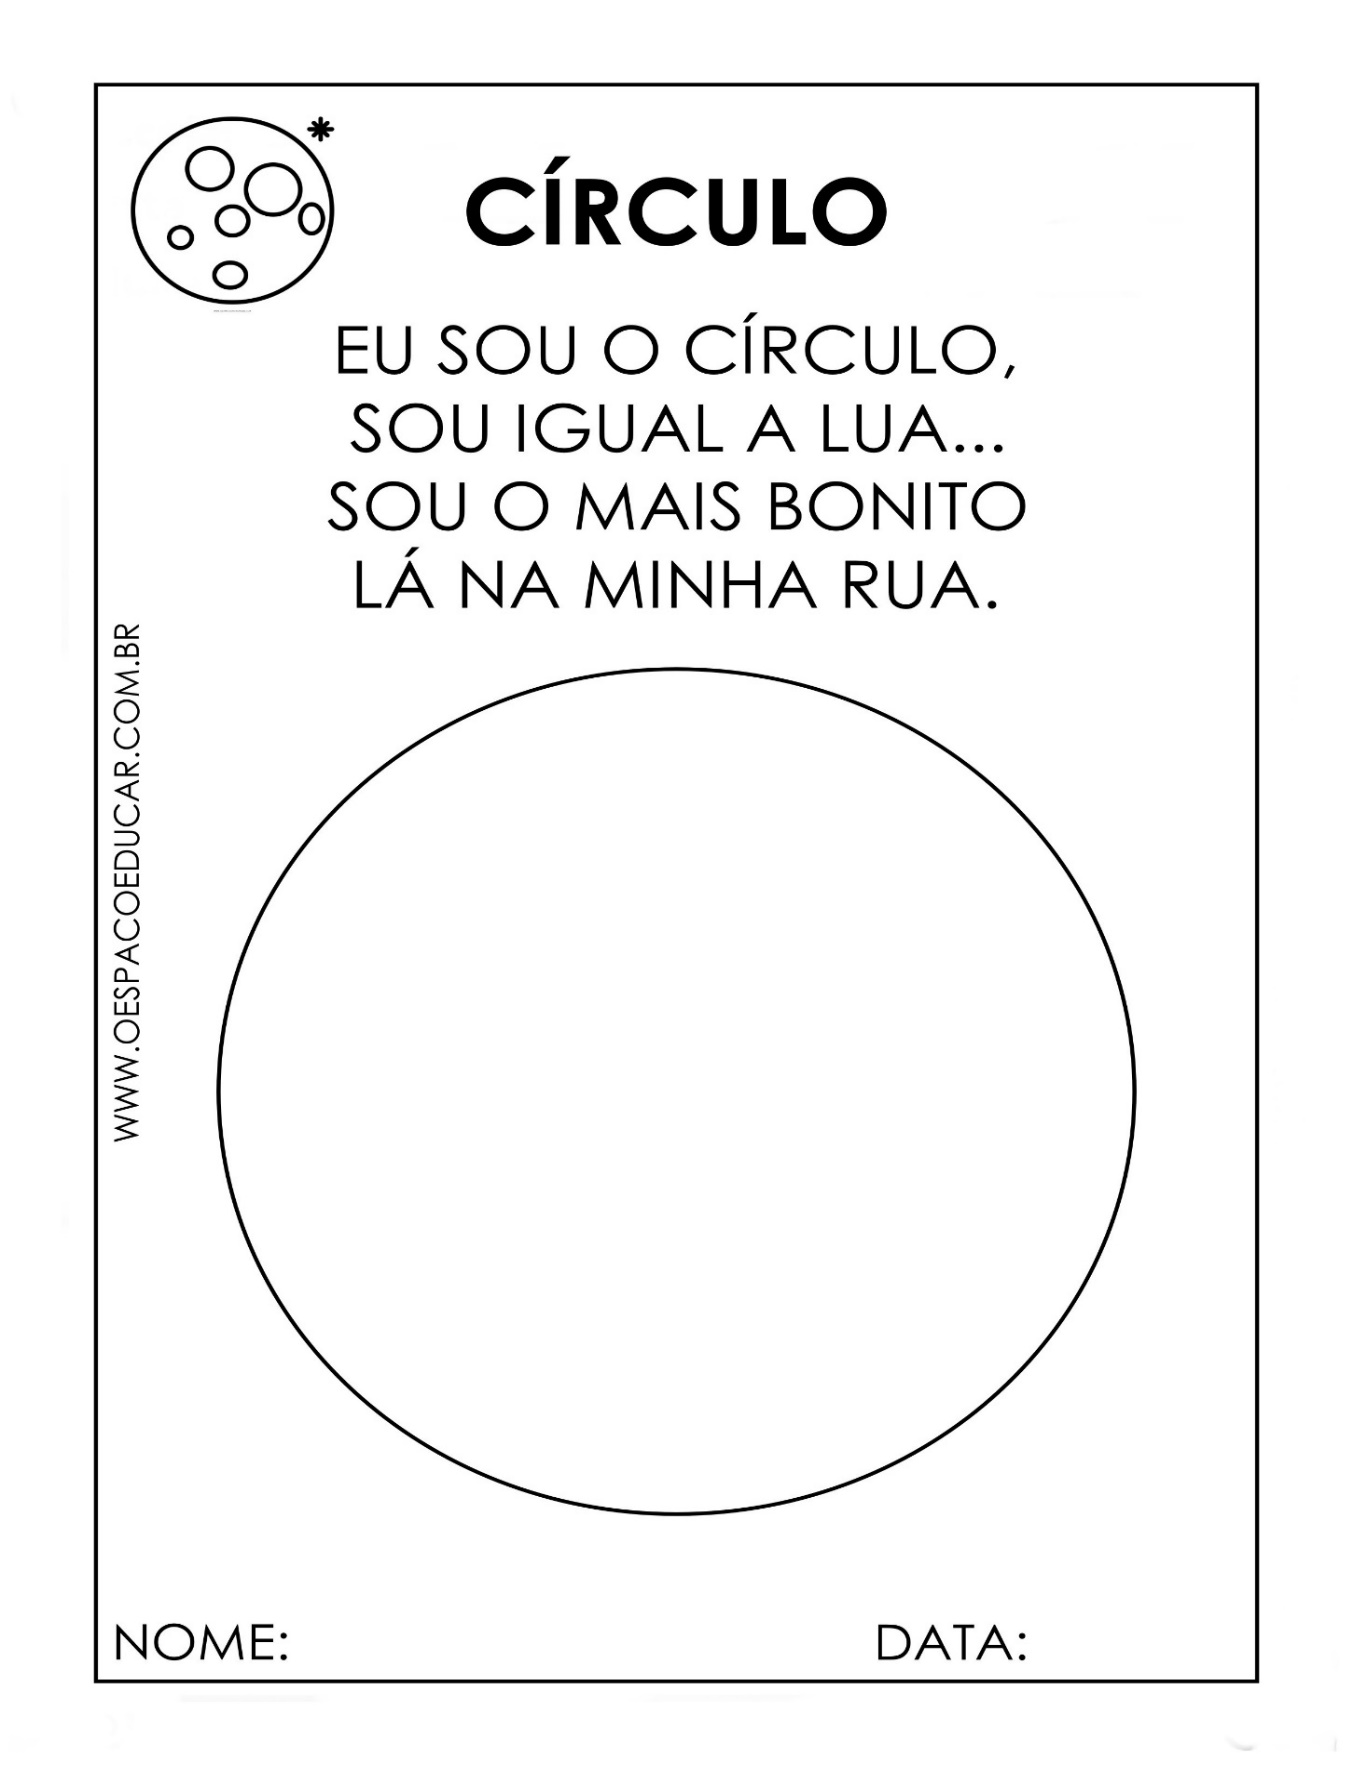 CÍRCULO
EU SOU O CÍRCULO,
SOU IGUAL A LUA...
SOU O MAIS BONITO
LÁ NA MINHA RUA.
WWW.OESPACOEDUCAR.COM.BR
NOME:
DATA: